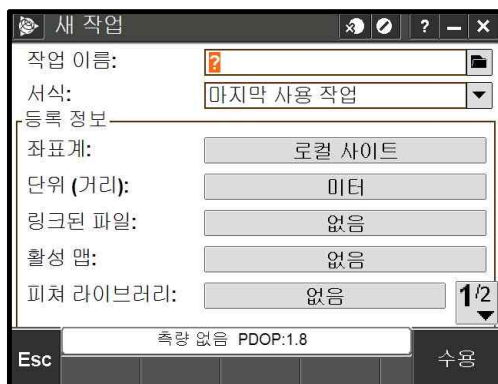 새 작업 ? – ×
작업 이름: ?
서식: 마지막 사용 작업
등록 정보
좌표계: 로컬 사이트
단위 (거리): 미터
링크된 파일: 없음
활성 맵: 없음
피쳐 라이브러리: 없음 1/2
측량 없음 PDOP:1.8
Esc 수용